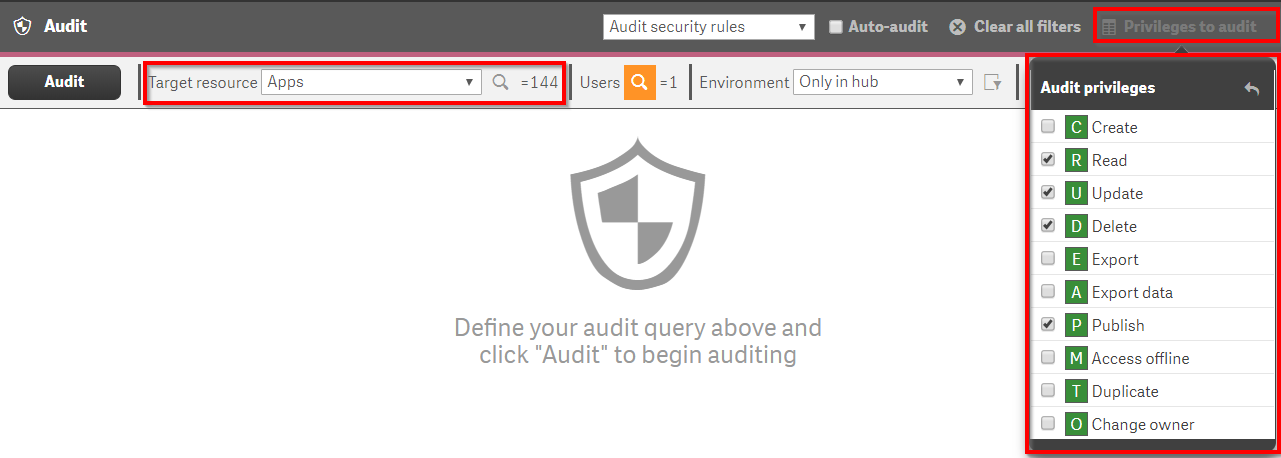 Audit
Audit security rules
Auto-audit
Clear all filters
Privileges to audit
Audit
Target resource
Apps
=144
Users
=1
Environment
Only in hub
Audit privileges
C Create
R Read
U Update
D Delete
E Export
A Export data
P Publish
M Access offline
T Duplicate
O Change owner
Define your audit query above and
click "Audit" to begin auditing